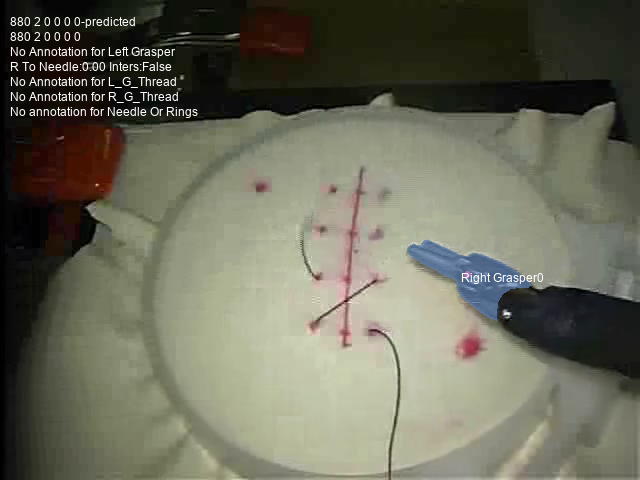 880 2 0 0 0 0-predicted
880 2 0 0 0 0
No Annotation for Left Grasper
R To Needle:0.00 Inters:False
No Annotation for L_G_Thread
No Annotation for R_G_Thread
No annotation for Needle Or Rings
Right Grasper0